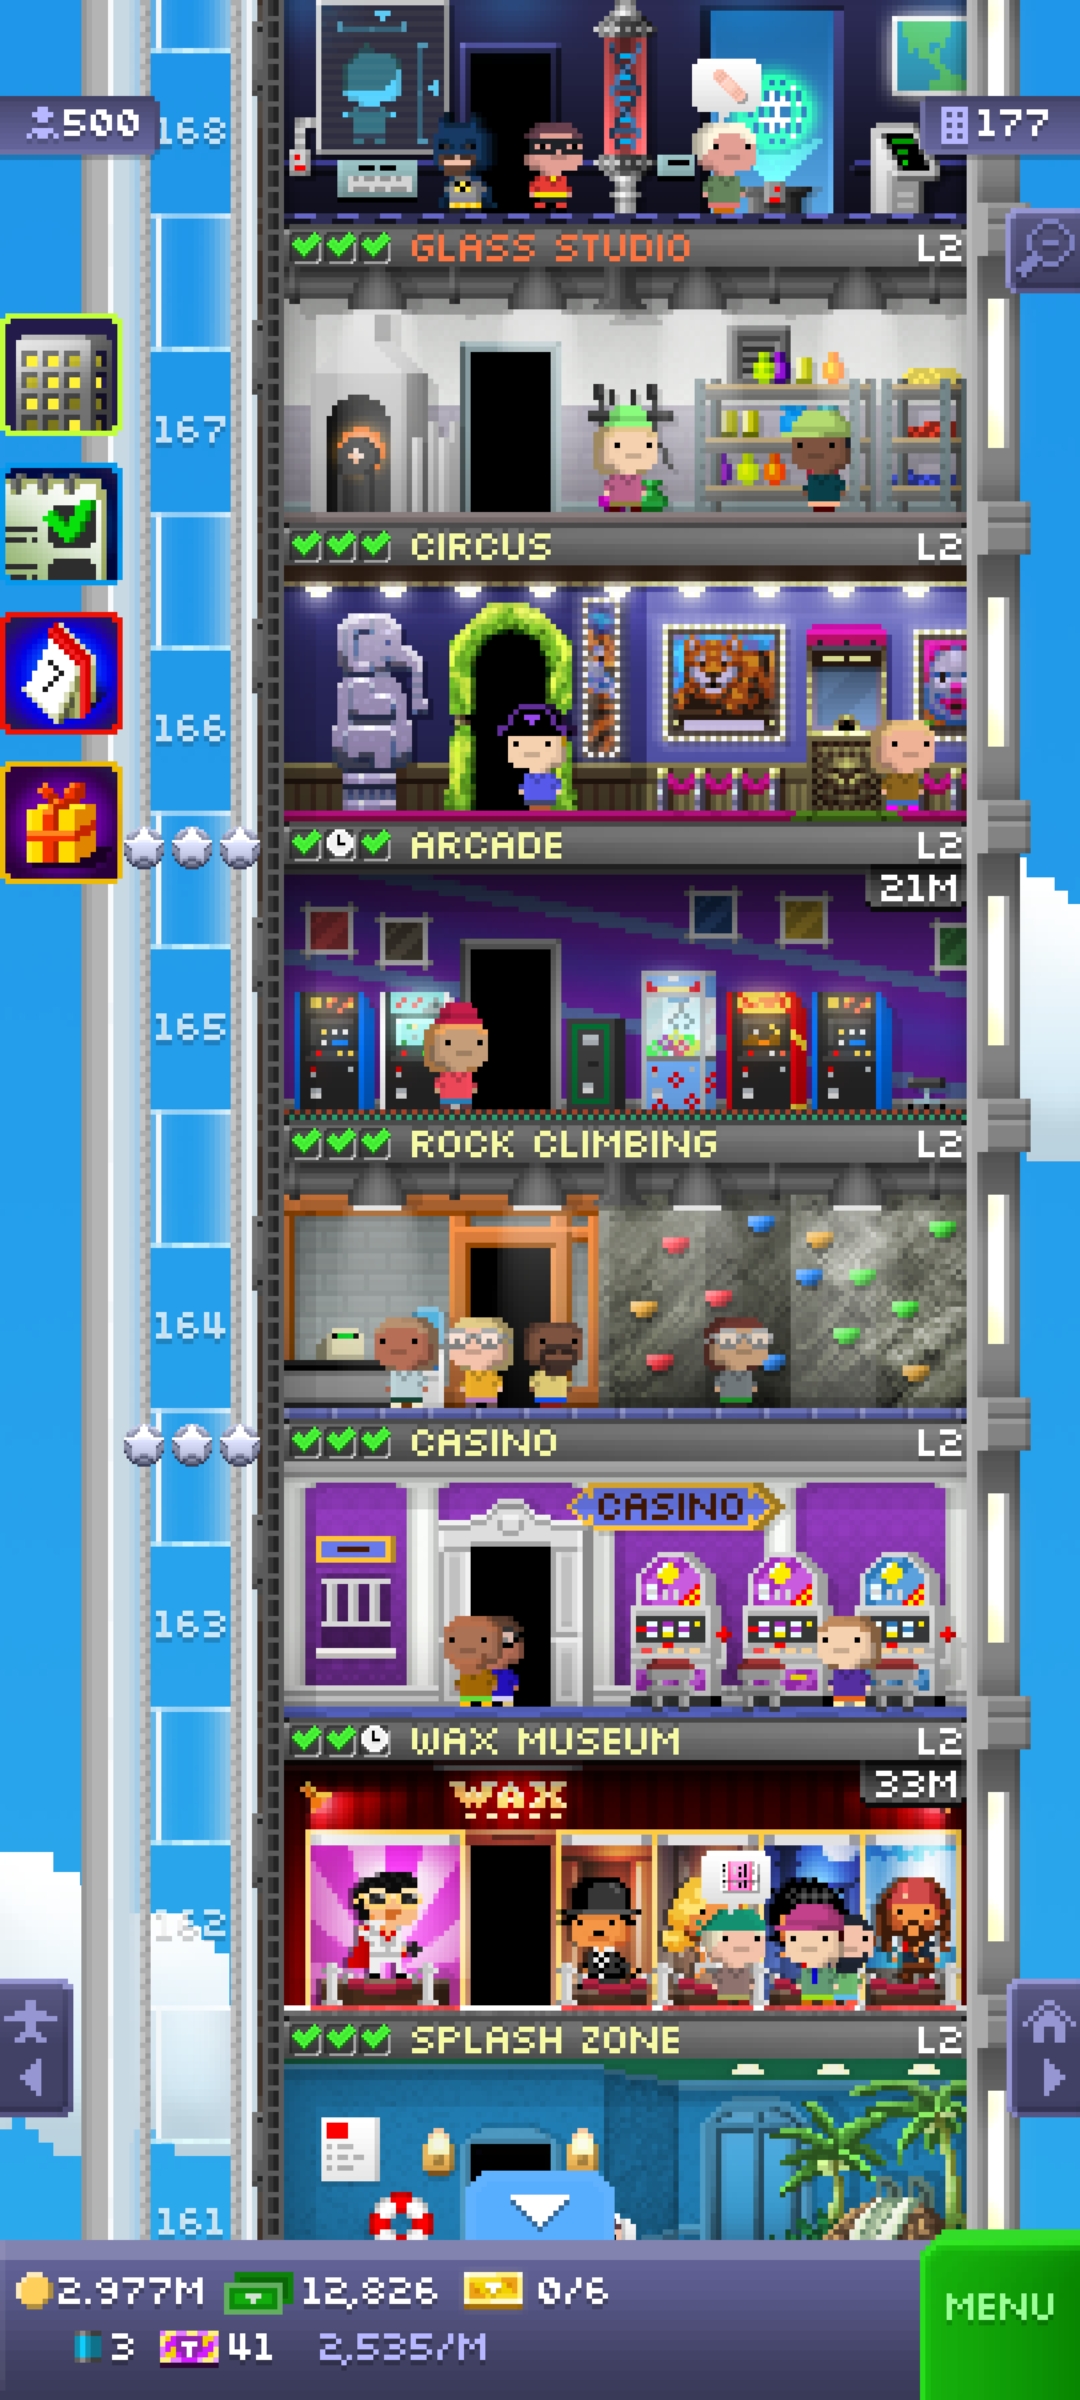 500
168
177
GLASS STUDIO L2
167
CIRCUS L2
7
166
ARCADE L2
21M
165
ROCK CLIMBING L2
164
CASINO L2
CASINO
163
WAX MUSEUM L2
33M
WAX
162
SPLASH ZONE L2
161
2.977M 12,826 0/6
MENU
3 T 41 2,535/M